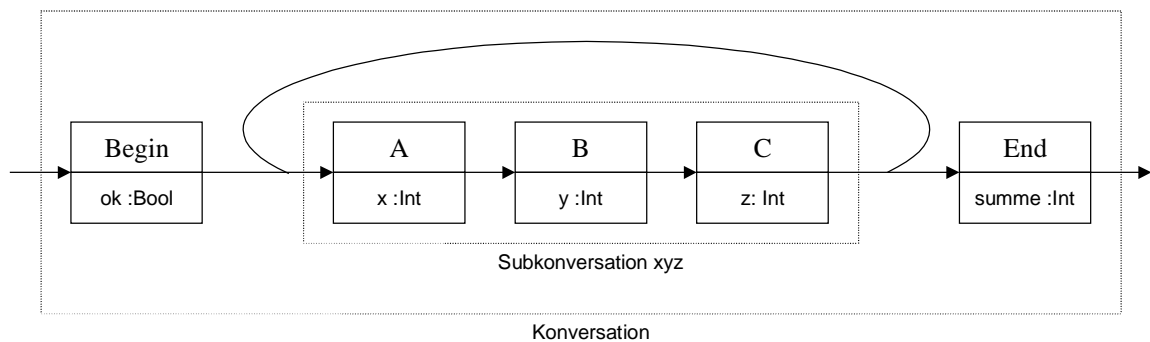 Begin
ok :Bool
A
x :Int
B
y :Int
C
z: Int
End
summe :Int
Subkonversation xyz
Konversation